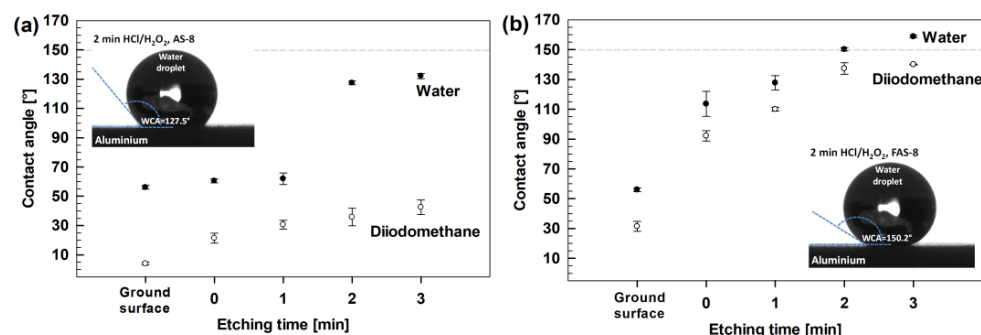 (a)
2 min HCl/H₂O₂, AS-8
Water
droplet
WCA=127.5°
Aluminium
Water
Diiodomethane
Contact angle [°]
150
130
110
90
70
50
30
10
Ground
surface
0
1
2
3
Etching time [min]
(b)
Water
Diiodomethane
2 min HCl/H₂O₂, FAS-8
Water
droplet
WCA=150.2°
Aluminium
Contact angle [°]
150
130
110
90
70
50
30
10
Ground
surface
0
1
2
3
Etching time [min]